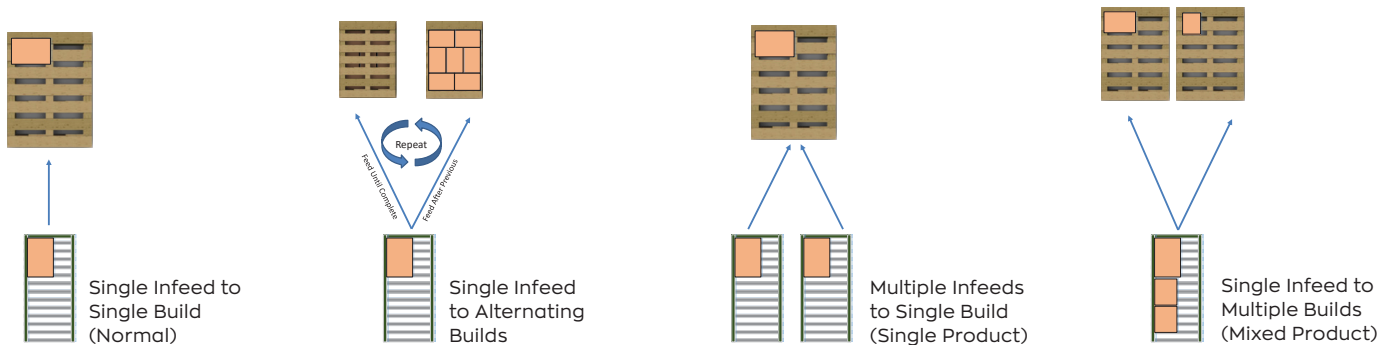 Repeat
Feed Until Complete
Feed After Previous
Single Infeed to
Single Build
(Normal)
Single Infeed
to Alternating
Builds
Multiple Infeeds
to Single Build
(Single Product)
Single Infeed to
Multiple Builds
(Mixed Product)